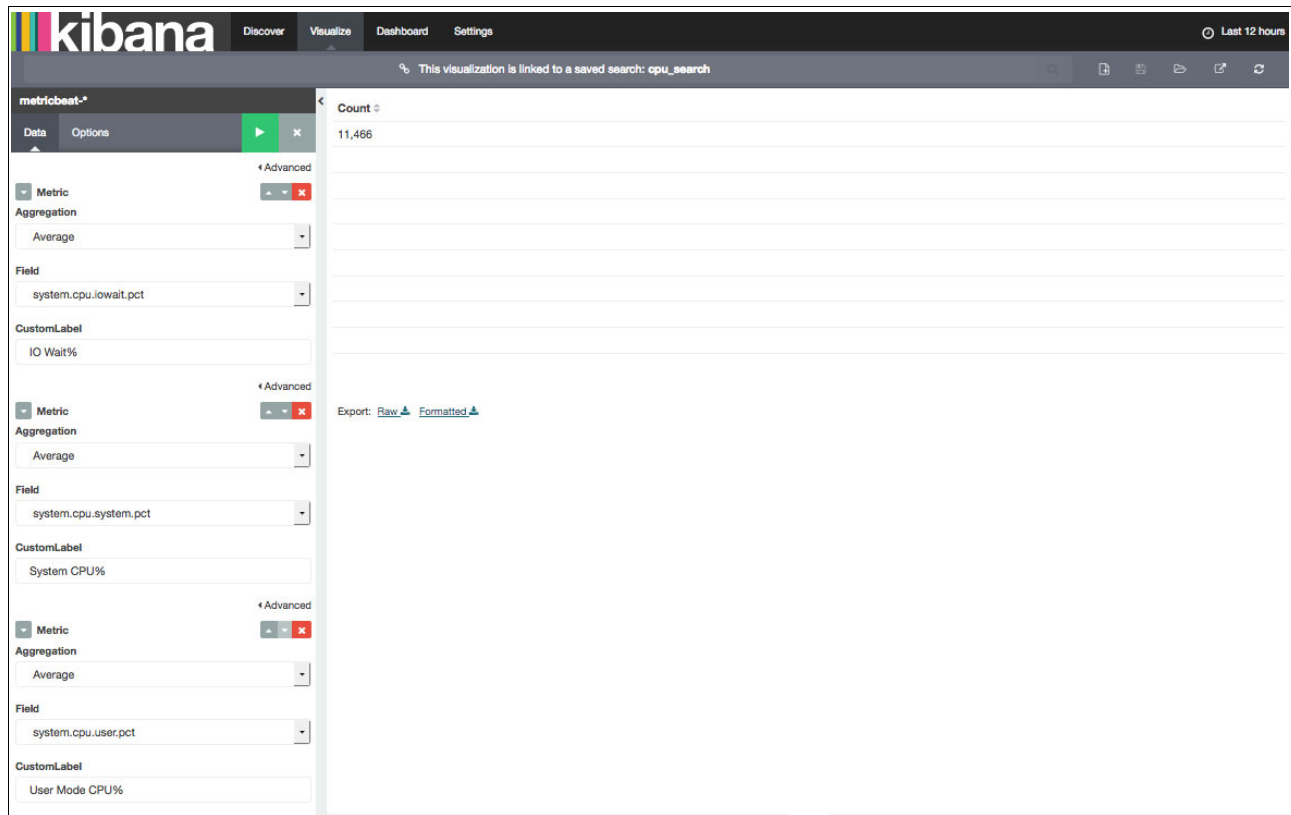 kibana
Discover Visualize Dashboard Settings Last 12 hours
This visualization is linked to a saved search: cpu_search
metricbeat-*
Data Options
Advanced
Metric
Aggregation
Average
Field
system.cpu.iowait.pct
CustomLabel
IO Wait%
Advanced
Metric
Aggregation
Average
Field
system.cpu.system.pct
CustomLabel
System CPU%
Advanced
Metric
Aggregation
Average
Field
system.cpu.user.pct
CustomLabel
User Mode CPU%
Count
11,466
Export: Raw Formatted